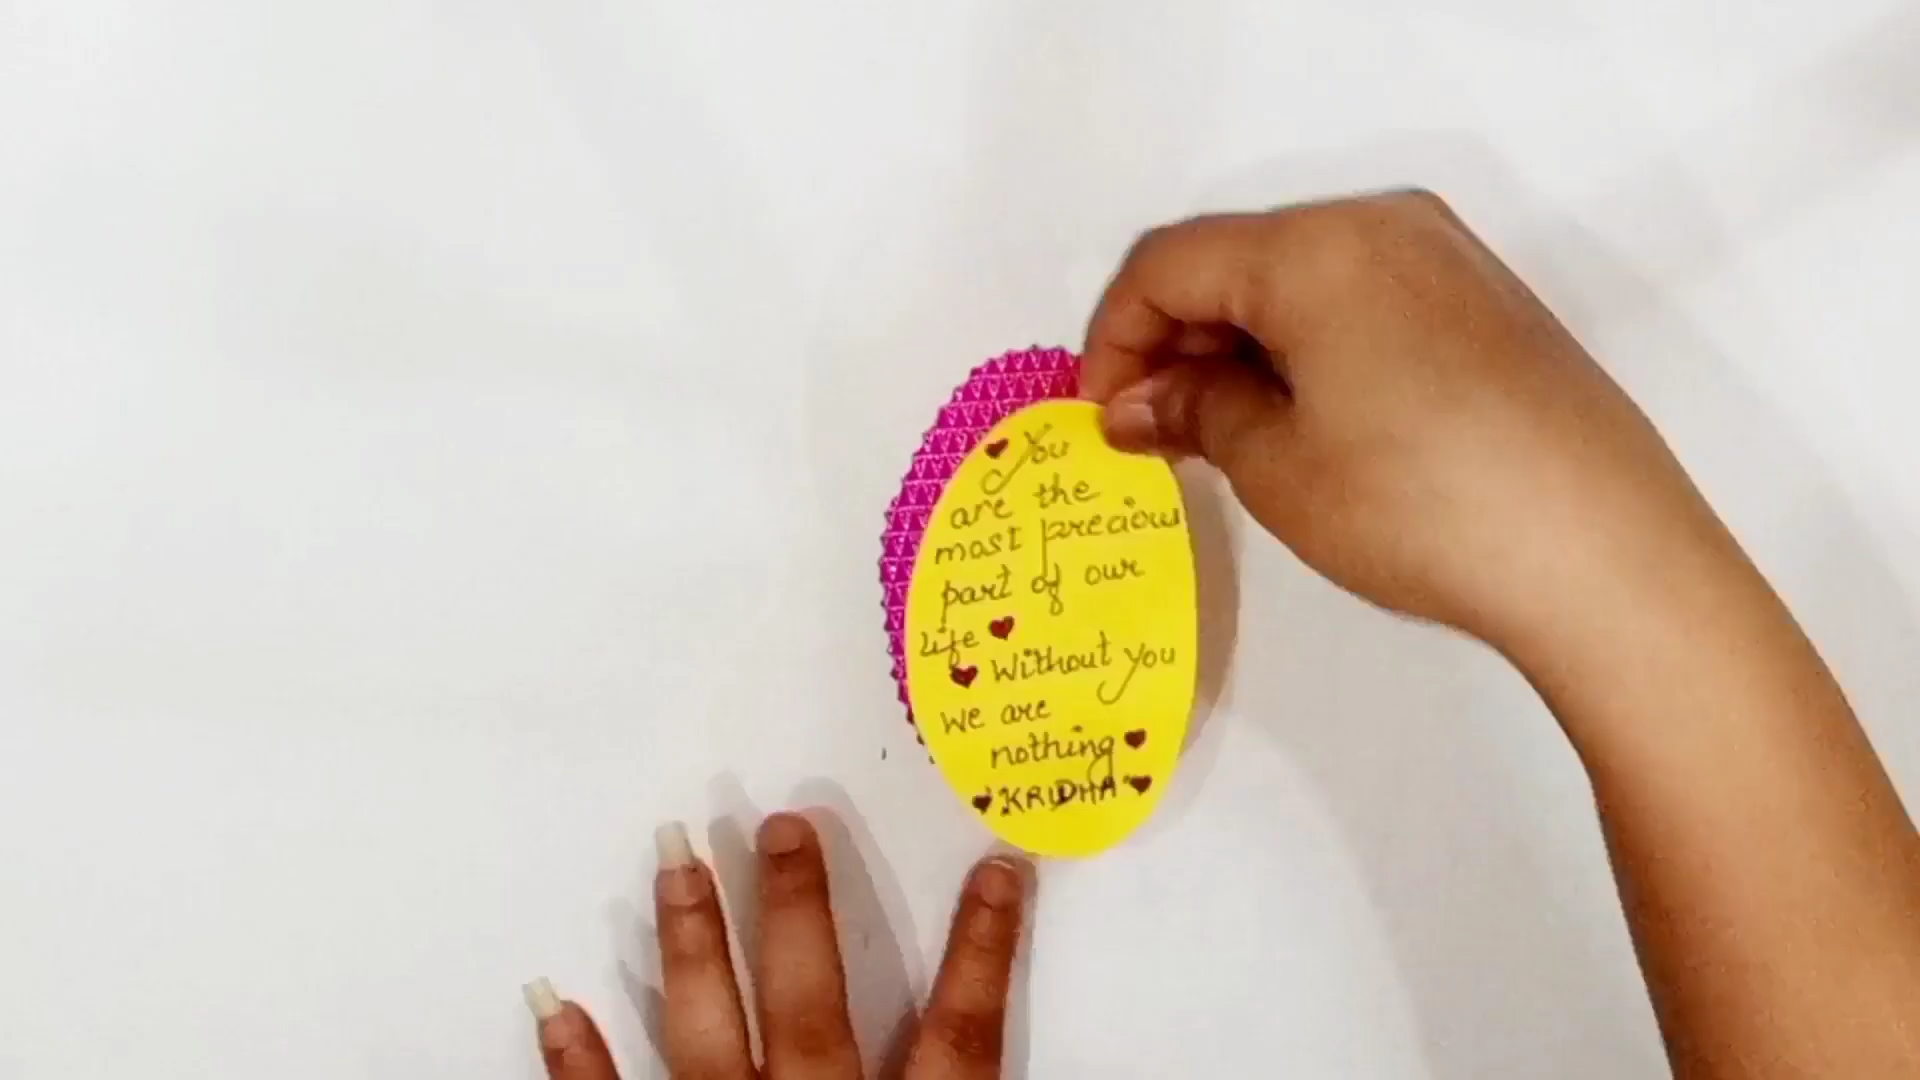 You
are the
most precious
part of our
life
Without you
we are
nothing
"KRIDHA"